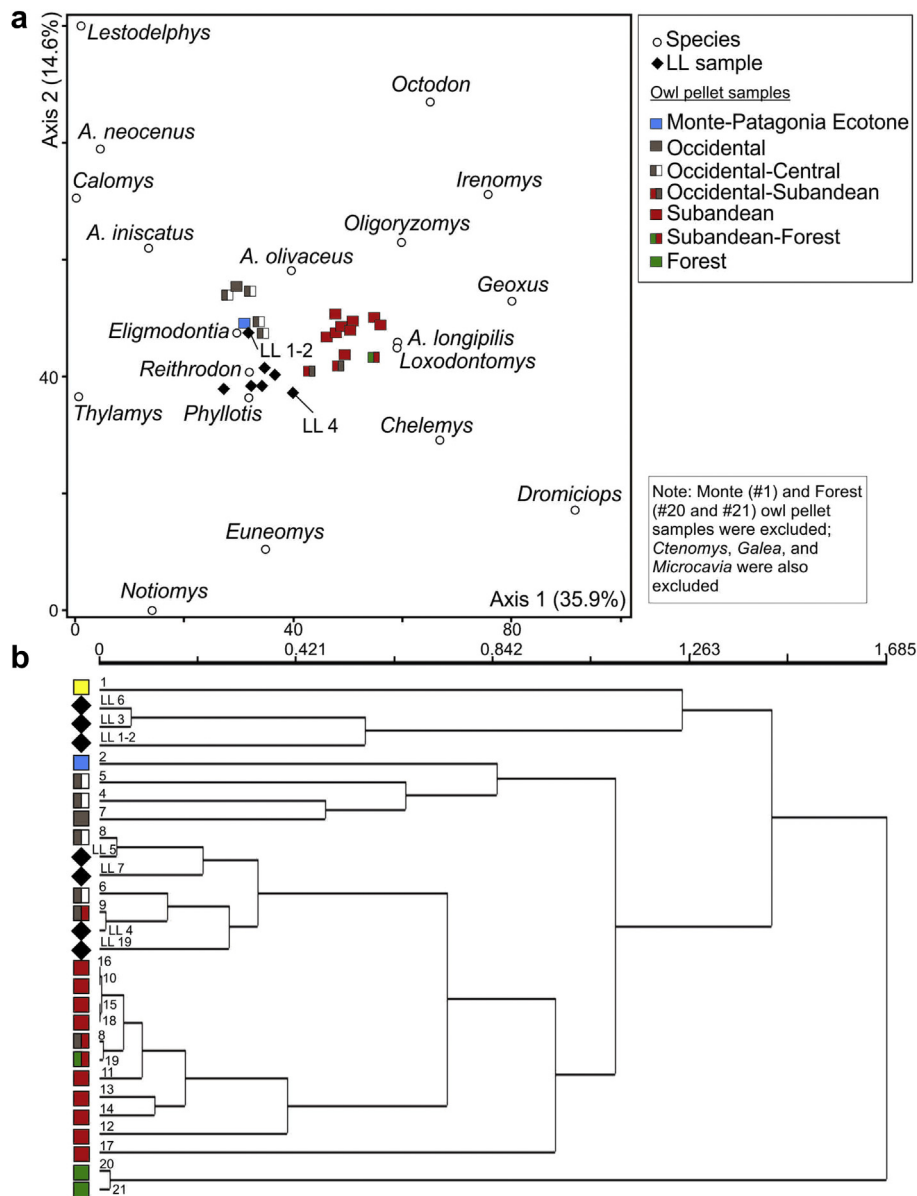 a
Axis 2 (14.6%)
Lestodelphys
Octodon
A. neocenus
Calomys
Irenomys
Oligoryzomys
A. iniscatus
A. olivaceus
Geoxus
Eligmodontia
LL 1-2
A. longipilis
Loxodontomys
Reithrodon
40
Thylamys
Phyllotis
LL 4
Chelemys
Dromiciops
Euneomys
Notiomys
Axis 1 (35.9%)
0
0
40
80
Species
LL sample
Owl pellet samples
Monte-Patagonia Ecotone
Occidental
Occidental-Central
Occidental-Subandean
Subandean
Subandean-Forest
Forest
Note: Monte (#1) and Forest
(#20 and #21) owl pellet
samples were excluded;
Ctenomys, Galea, and
Microcavia were also
excluded
b
0
0.421
0.842
1.263
1.685
1
LL 6
LL 3
LL 1-2
2
5
4
7
8
LL 5
LL 7
6
9
LL 4
LL 19
16
10
15
18
8
19
11
13
14
12
17
20
21